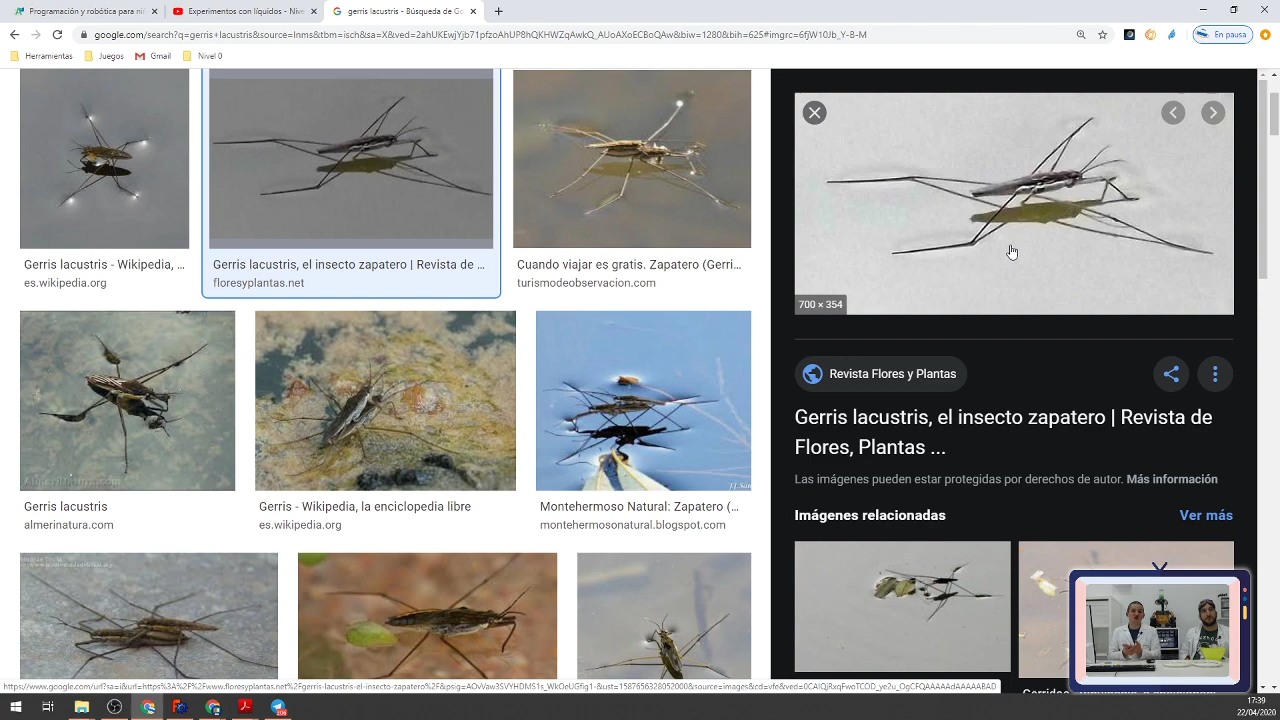 Programación y robótica para niñ
Experimentos con líquidos - Nive
gerris lacustris - Búsqueda de Go
google.com/search?q=gerris+lacustris&source=lnms&tbm=isch&sa=X&ved=2ahUKEwjYjb71pfzoAhUP8hQKHWZqAwkQ_AUoAXoECBoQAw&biw=1280&bih=625#imgrc=6fjW10Jb_Y-B-M
En pausa
Herramientas
Juegos
Gmail
Nivel 0
Gerris lacustris - Wikipedia, ...
es.wikipedia.org
Gerris lacustris, el insecto zapatero | Revista de ...
floresyplantas.net
Cuando viajar es gratis. Zapatero (Gerri...
turismodeobservacion.com
Gerris lacustris
almerinatura.com
Gerris - Wikipedia, la enciclopedia libre
es.wikipedia.org
Montehermoso Natural: Zapatero (...
montehermosonatural.blogspot.com
700 × 354
Revista Flores y Plantas
Gerris lacustris, el insecto zapatero | Revista de
Flores, Plantas ...
Las imágenes pueden estar protegidas por derechos de autor. Más información
Imágenes relacionadas
Ver más
17:39
22/04/2020